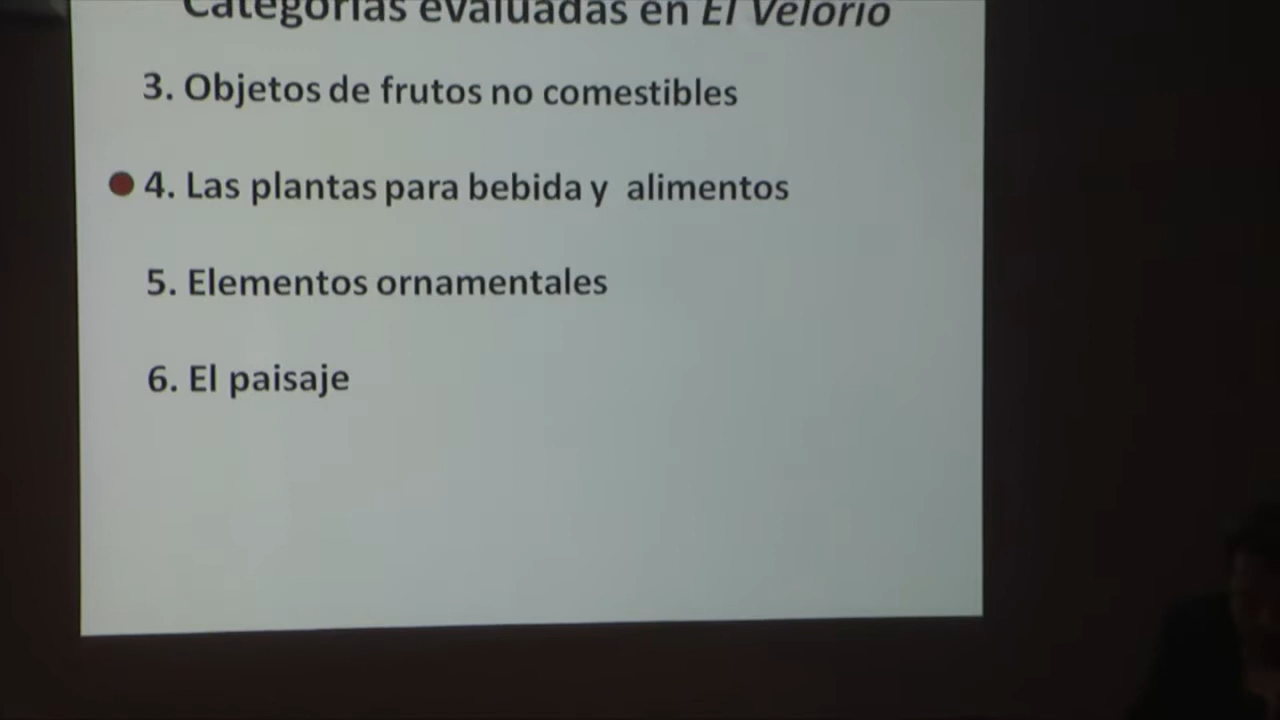 Categorías evaluadas en El Velorio
3. Objetos de frutos no comestibles
4. Las plantas para bebida y alimentos
5. Elementos ornamentales
6. El paisaje